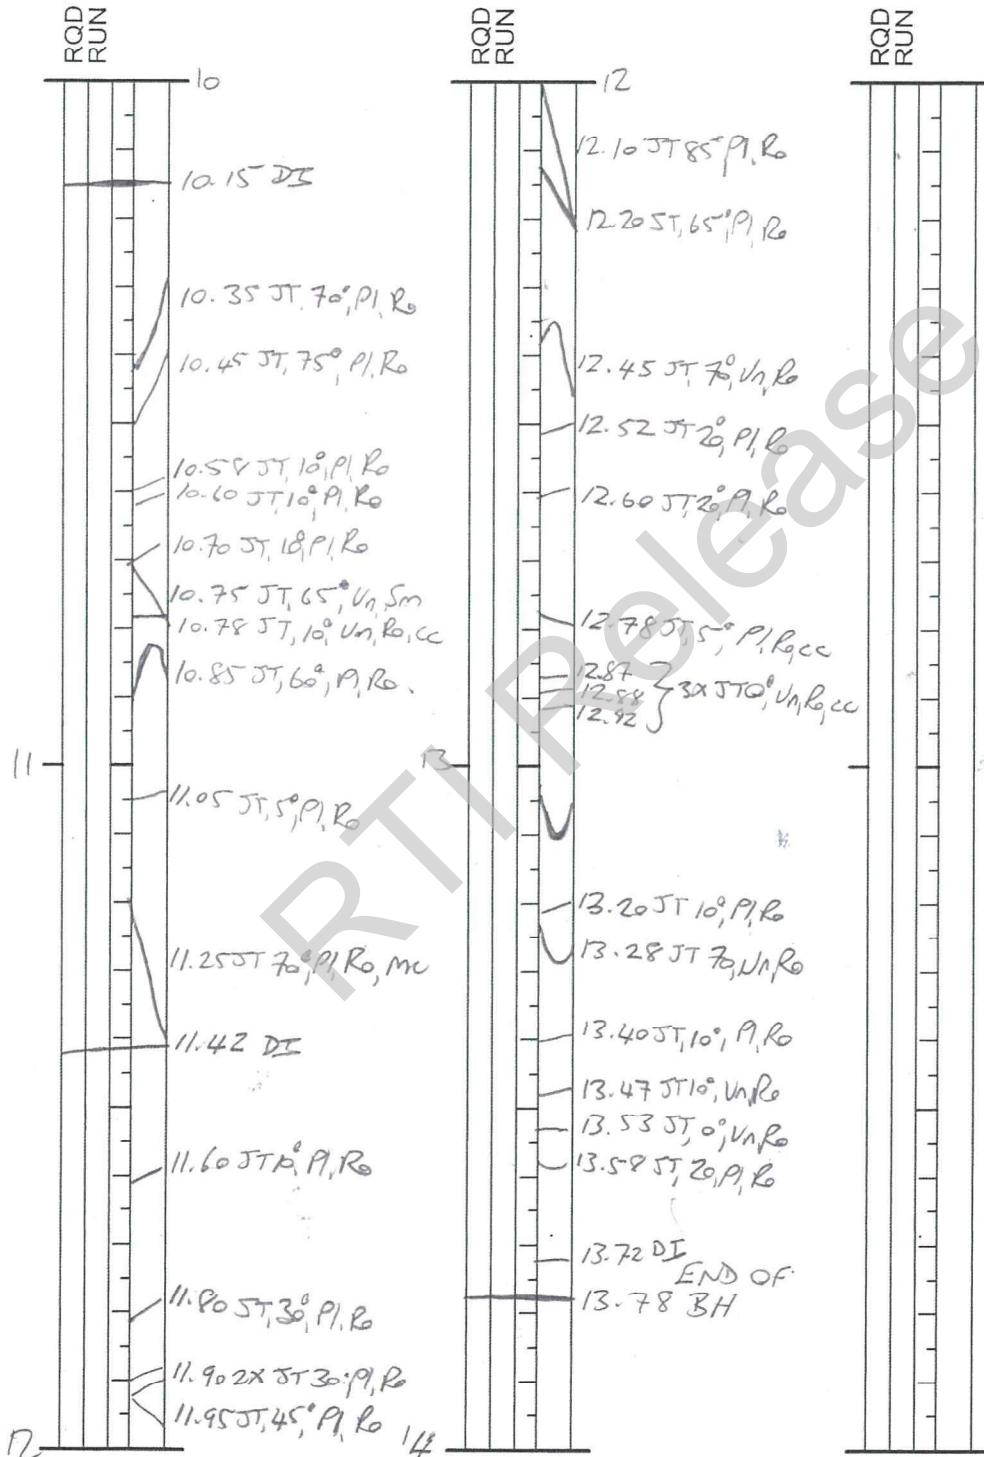 RQD
RUN
10
10.15 DI
10.35 JT, 70°, Pl, Ro
10.45 JT, 75°, Pl, Ro
10.58 JT, 10°, Pl, Ro
10.60 JT, 10°, Pl, Ro
10.70 JT, 10°, Pl, Ro
10.75 JT, 65°, Un, Sm
10.78 JT, 10°, Un, Ro, cc
10.85 JT, 60°, Pl, Ro.
11
11.05 JT, 5°, Pl, Ro
11.25 JT 70°, Pl, Ro, mc
11.42 DI
11.60 JT 10°, Pl, Ro
11.80 JT, 30°, Pl, Ro
11.90 2x JT 30°, Pl, Ro
11.95 JT, 45°, Pl, Ro
12
RQD
RUN
12
12.10 JT 85° Pl, Ro
12.20 JT, 65°, Pl, Ro
12.45 JT, 70°, Un, Ro
12.52 JT 20°, Pl, Ro
12.60 JT, 20°, Pl, Ro
12.78 JT, 5° Pl, Ro, cc
12.87
12.88 } 3x JT 0°, Un, Ro, cc
12.92
13
13.20 JT 10°, Pl, Ro
13.28 JT 70, Un, Ro
13.40 JT, 10°, Pl, Ro
13.47 JT 10°, Un, Ro
13.53 JT, 0°, Un, Ro
13.58 JT, 20, Pl, Ro
13.72 DI
END OF
13.78 BH
14
RQD
RUN
RTI Release